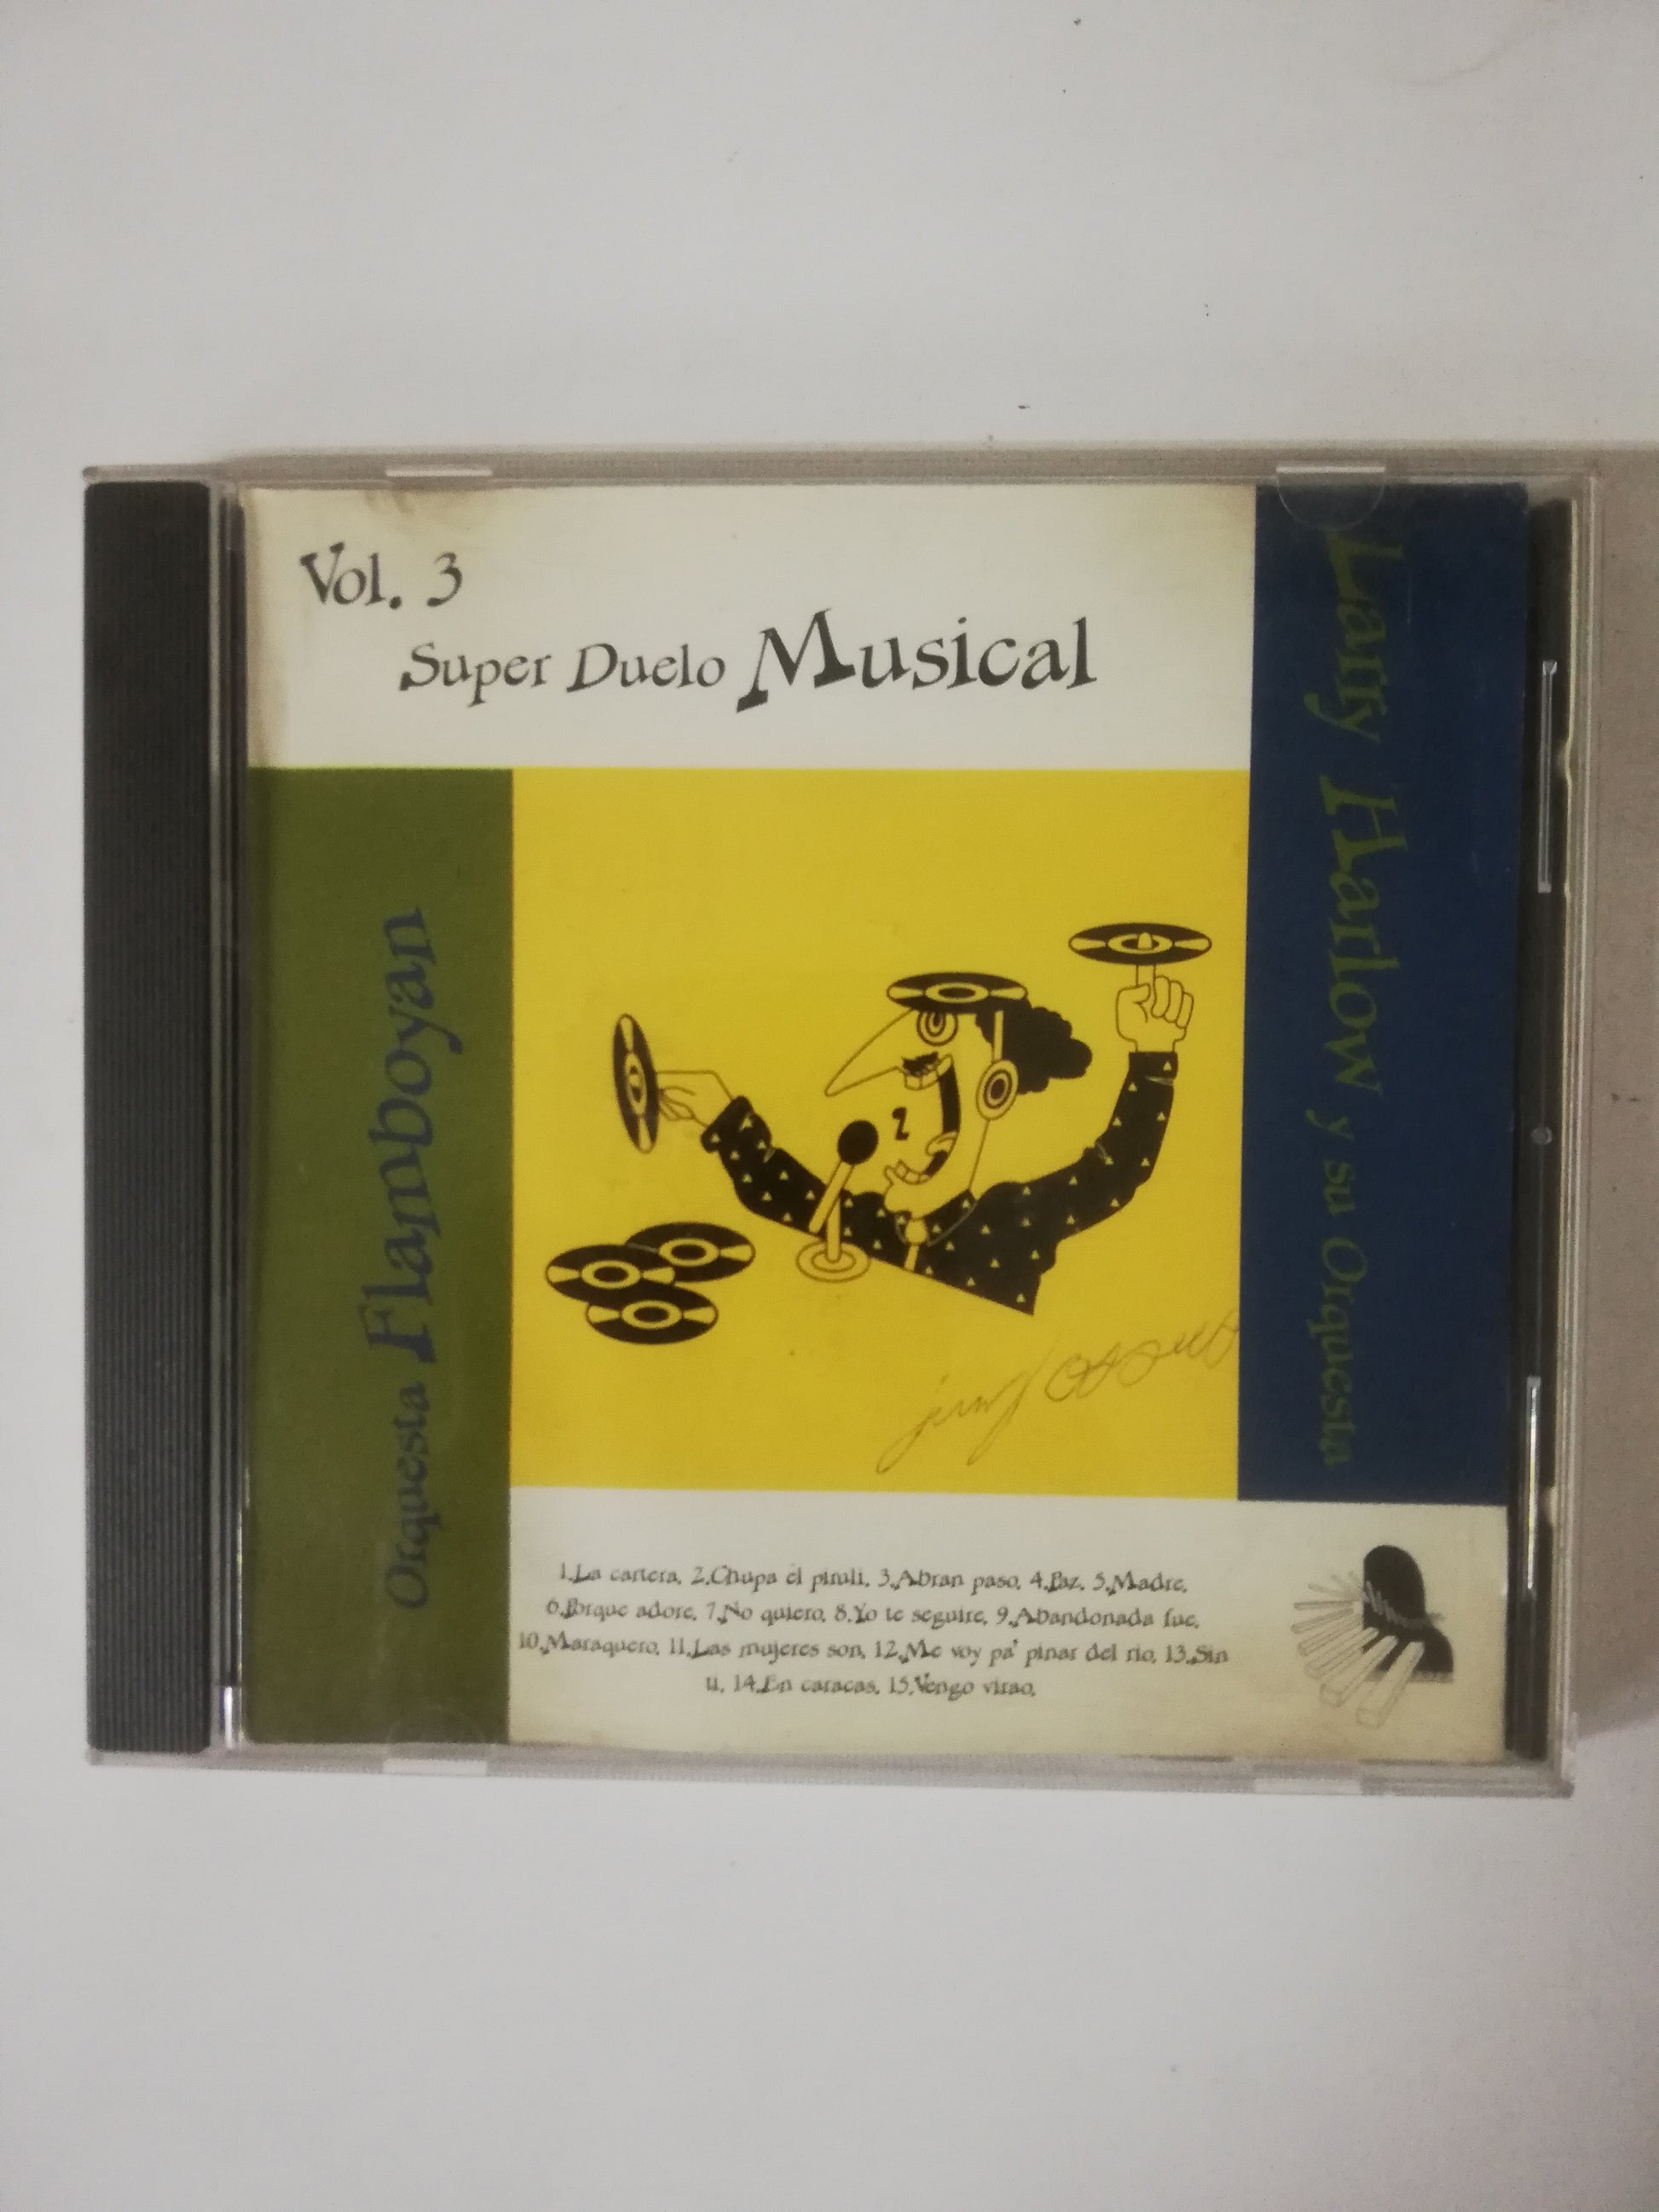 Vol. 3
Super Duelo Musical
Orquesta Flamboyan
Larry Harlow y su Orquesta
1.La cartera. 2.Chupa el piruli. 3.Abran paso. 4.Paz. 5.Madre.
6.Porque adore. 7.No quiero. 8.Yo te seguire. 9.Abandonada fue.
10.Maraquero. 11.Las mujeres son. 12.Me voy pa' pinar del rio. 13.Sin
u. 14.En caracas. 15.Vengo virao.